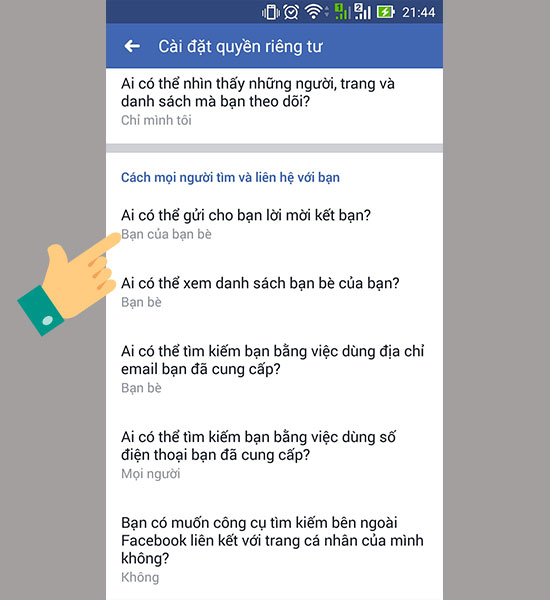 1 2 21:44
Cài đặt quyền riêng tư
Ai có thể nhìn thấy những người, trang và
danh sách mà bạn theo dõi?
Chỉ mình tôi
Cách mọi người tìm và liên hệ với bạn
Ai có thể gửi cho bạn lời mời kết bạn?
Bạn của bạn bè
Ai có thể xem danh sách bạn bè của bạn?
Bạn bè
Ai có thể tìm kiếm bạn bằng việc dùng địa chỉ
email bạn đã cung cấp?
Bạn bè
Ai có thể tìm kiếm bạn bằng việc dùng số
điện thoại bạn đã cung cấp?
Mọi người
Bạn có muốn công cụ tìm kiếm bên ngoài
Facebook liên kết với trang cá nhân của mình
không?
Không